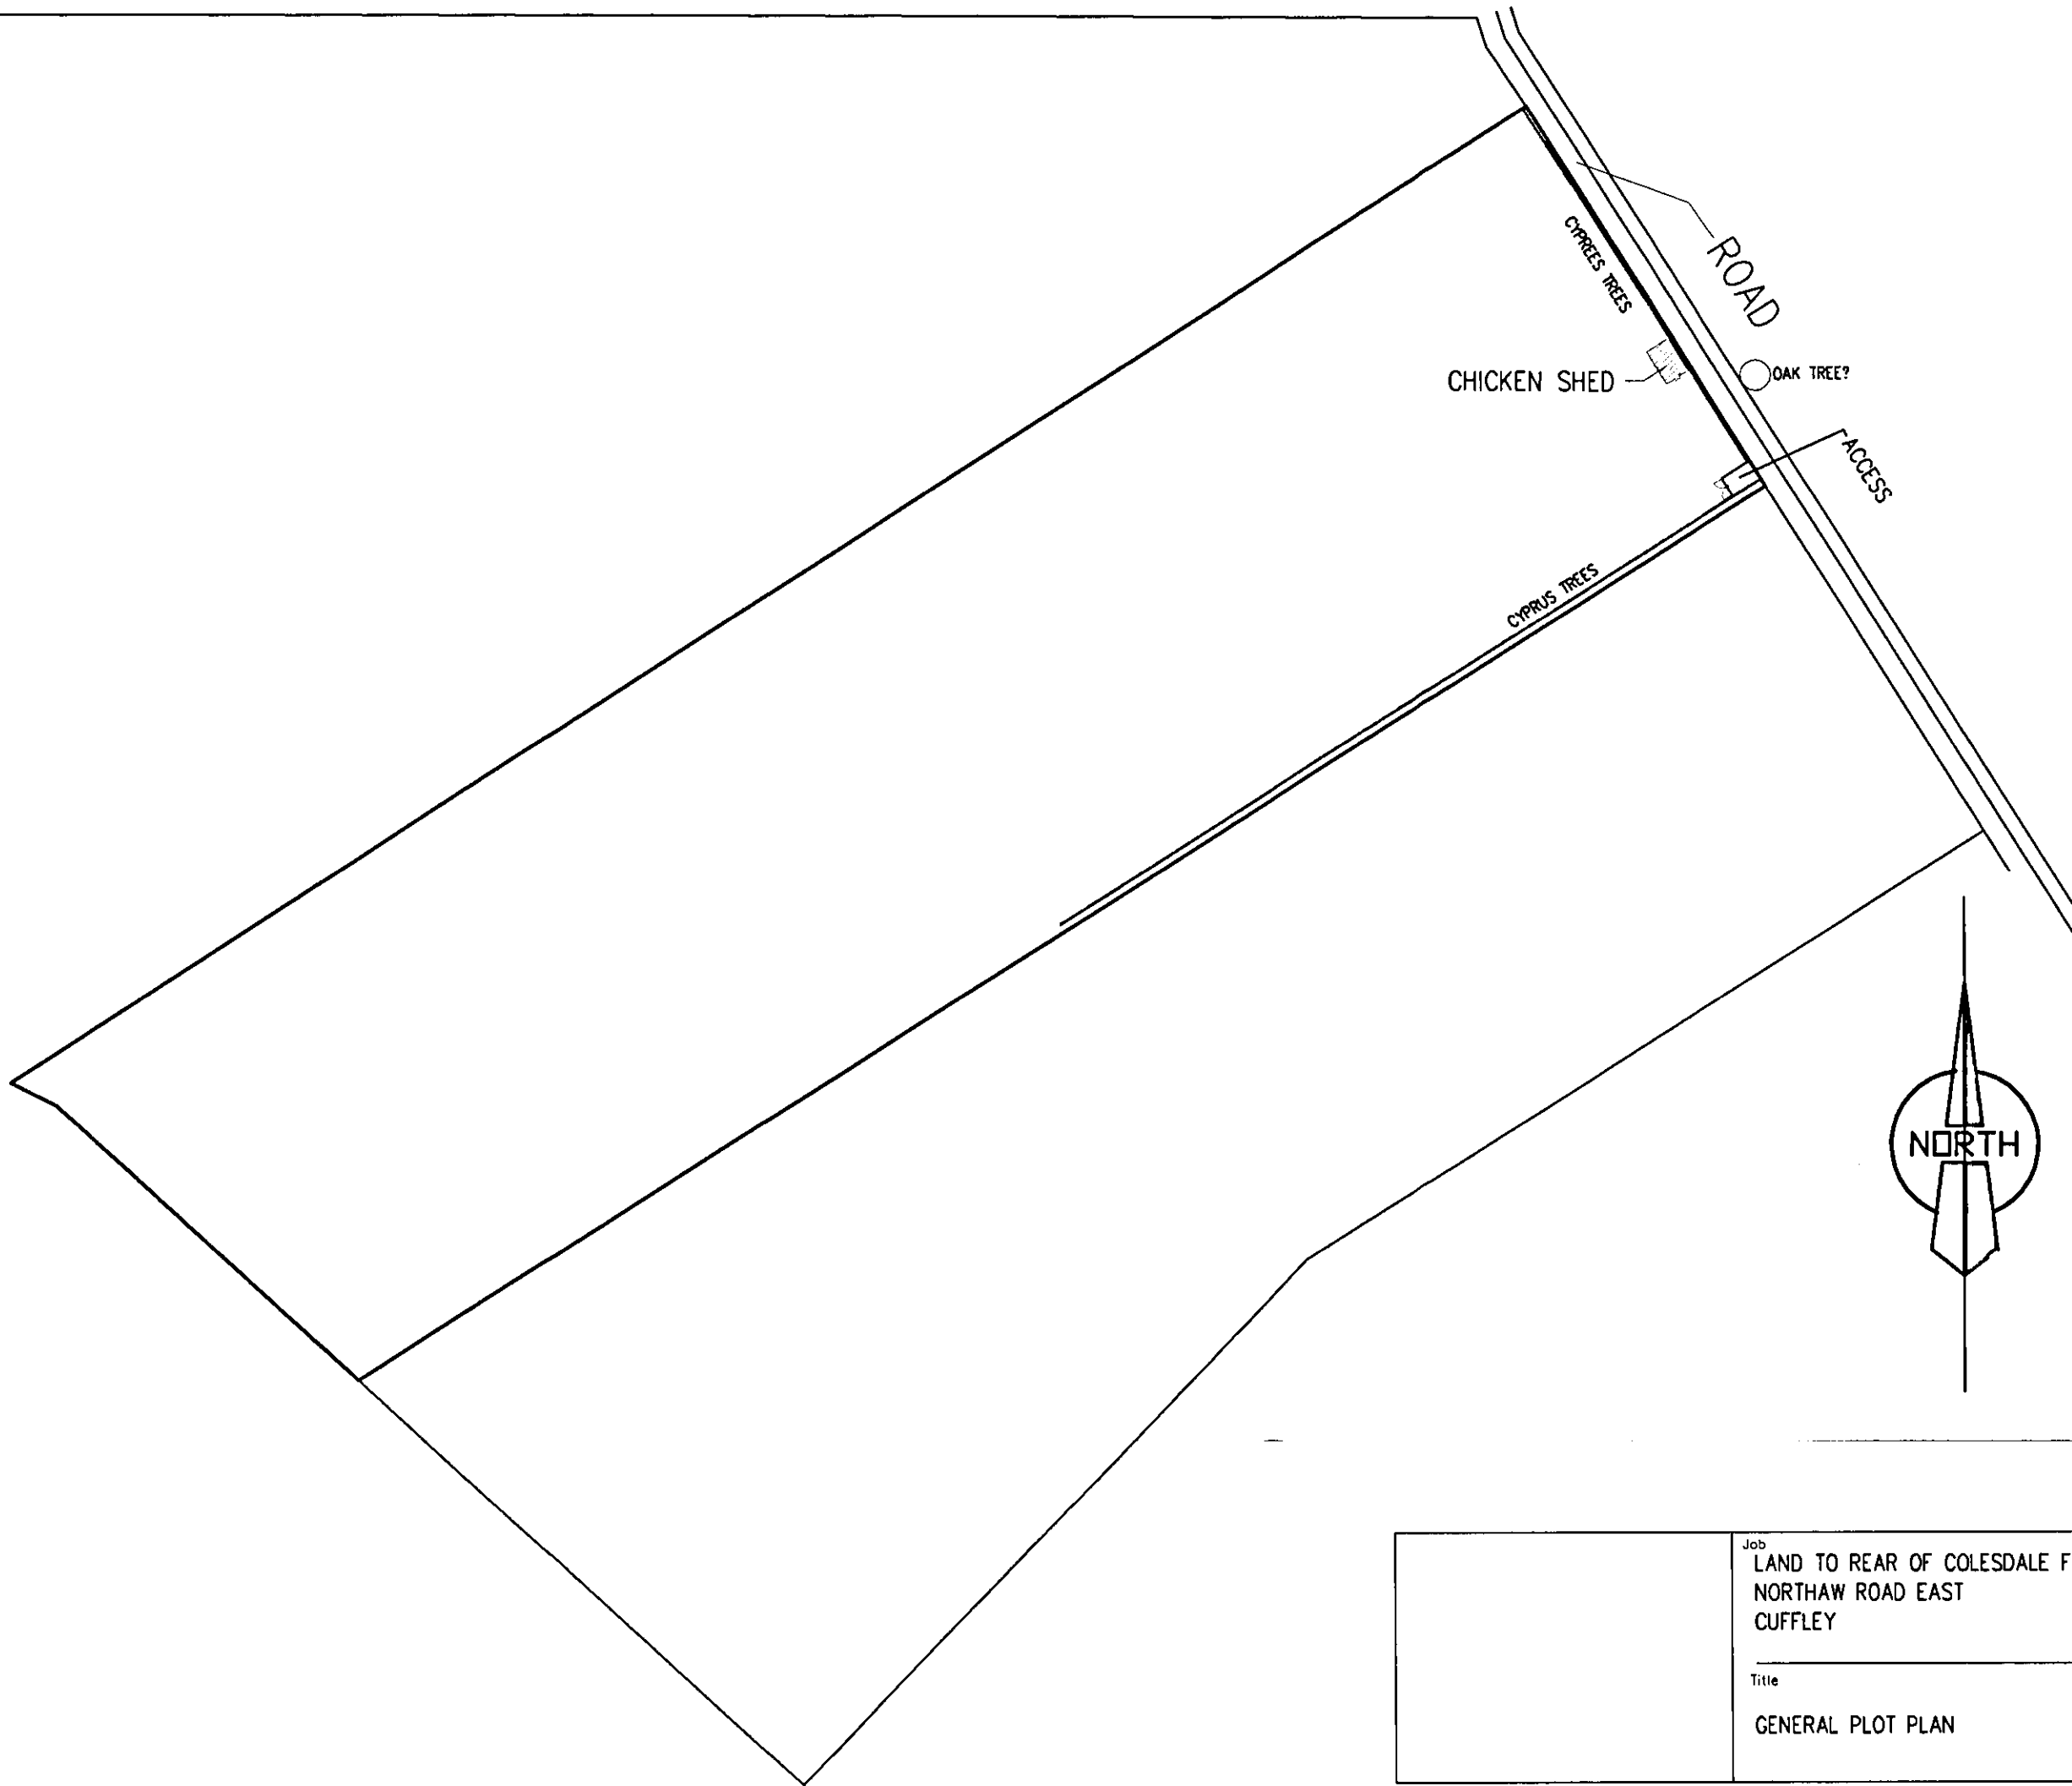 ROAD
CYPREES TREES
CHICKEN SHED
OAK TREE?
ACCESS
CYPRUS TREES
NORTH
Job
LAND TO REAR OF COLESDALE F
NORTHAW ROAD EAST
CUFFLEY
Title
GENERAL PLOT PLAN